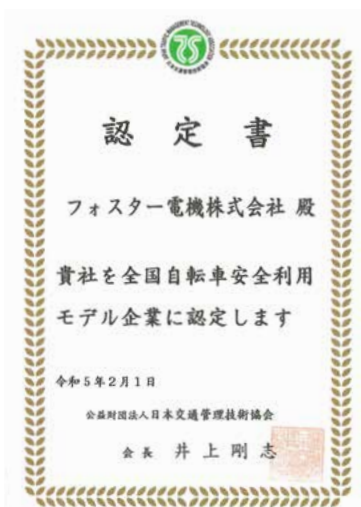 認定書
フォスター電機株式会社 殿
貴社を全国自転車安全利用
モデル企業に認定します
令和5年2月1日
公益財団法人日本交通管理技術協会
会長 井上剛志